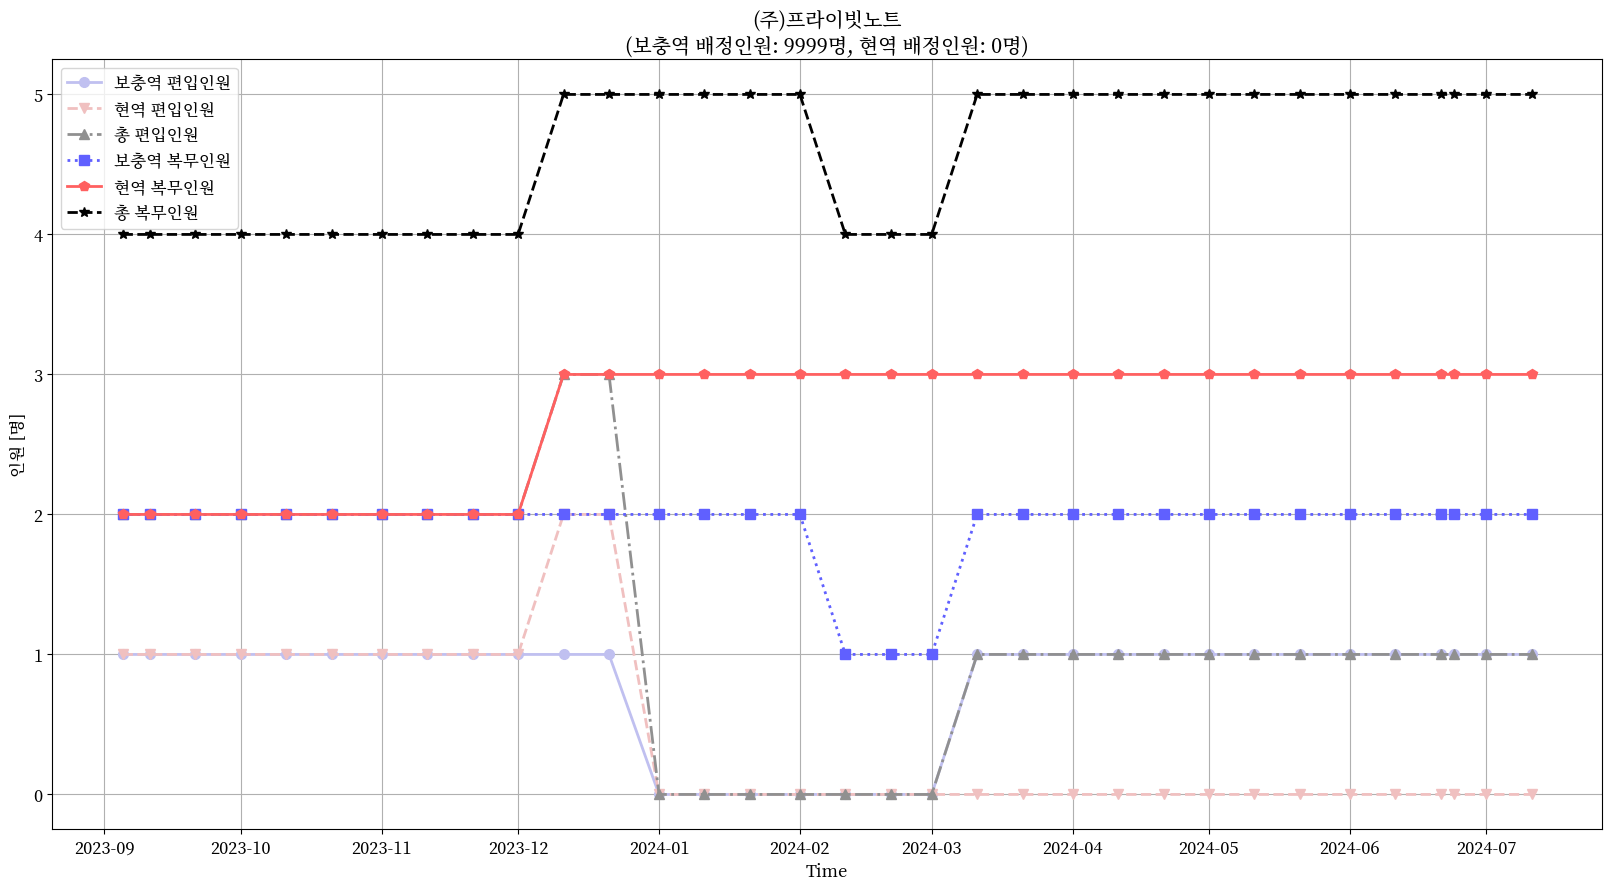 (주)프라이빗노트
(보충역 배정인원: 9999명, 현역 배정인원: 0명)
보충역 편입인원
현역 편입인원
총 편입인원
보충역 복무인원
현역 복무인원
총 복무인원
5
4
3
2
1
0
인원 [명]
2023-09 2023-10 2023-11 2023-12 2024-01 2024-02 2024-03 2024-04 2024-05 2024-06 2024-07
Time